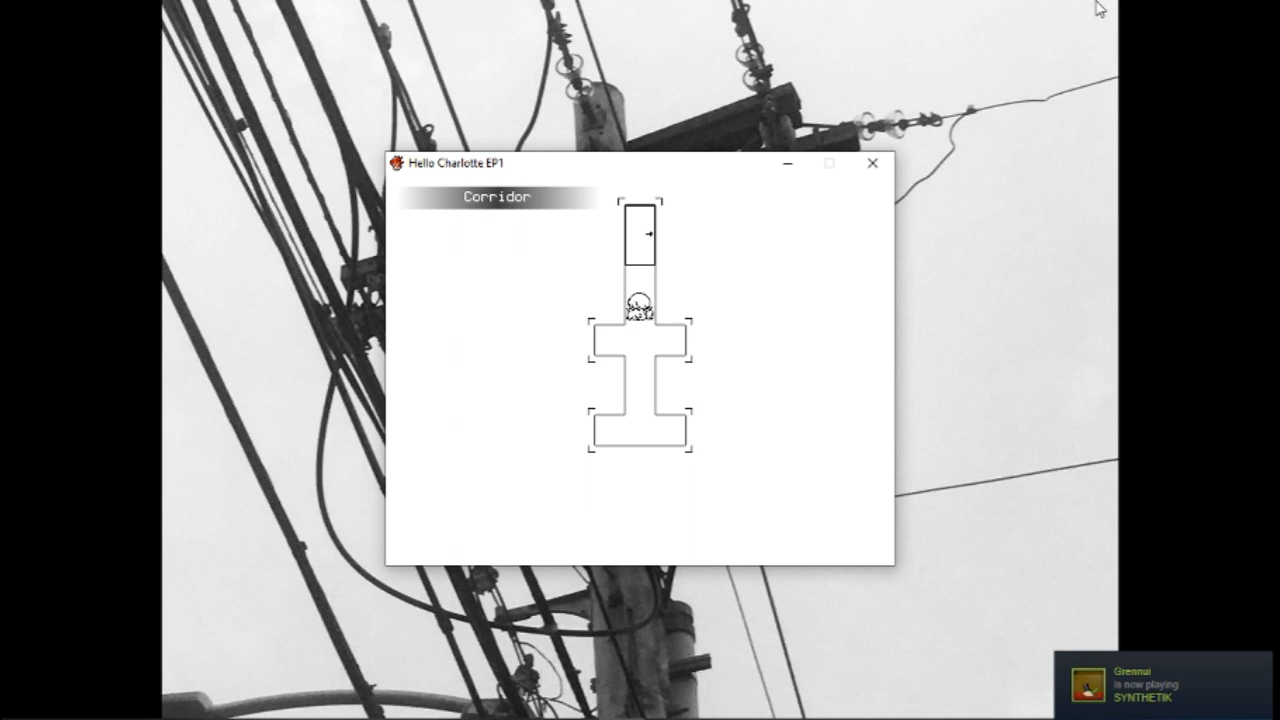 Hello Charlotte EP1
Corridor
Grennui
is now playing
SYNTHETIK